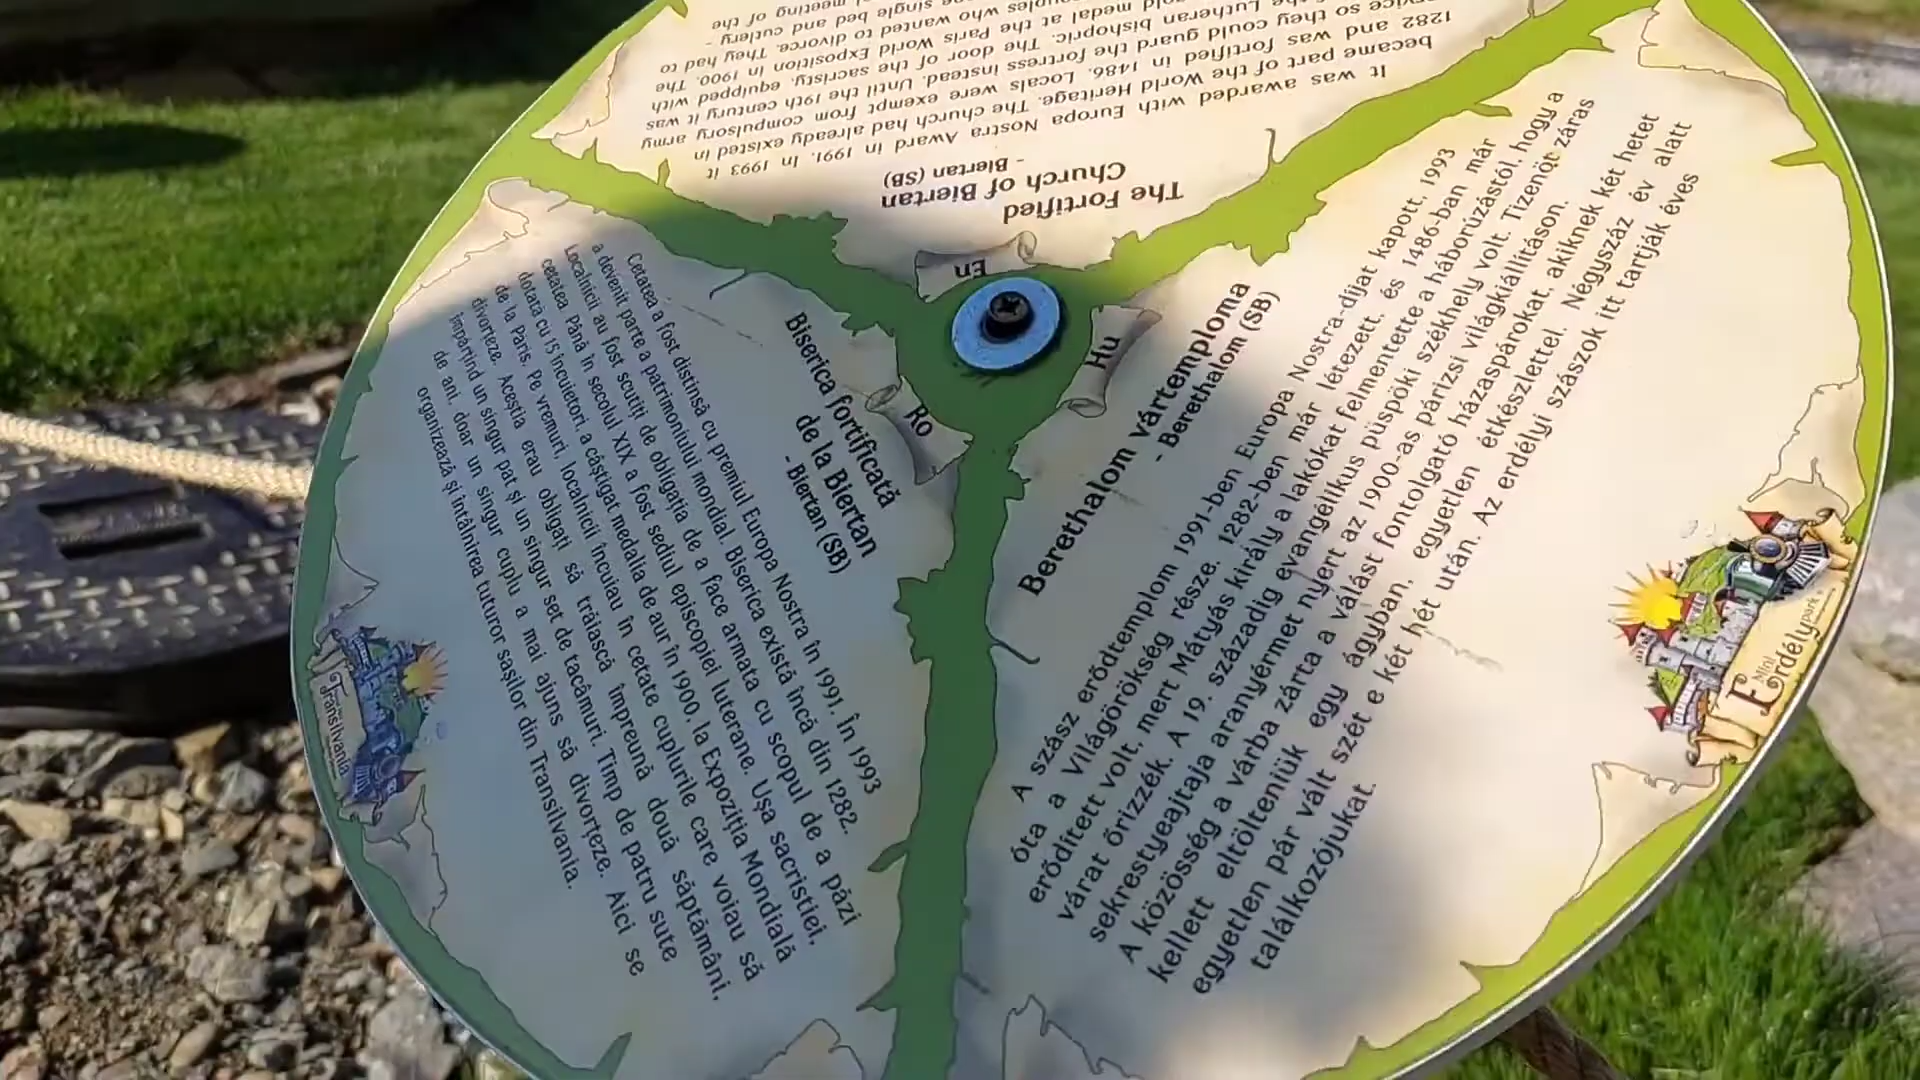 En
The Fortified
Church of Biertan
- Biertan (SB)
It was awarded with Europa Nostra Award in 1991. In 1993 it
became part of the World Heritage. The church had already existed in
1282 and was fortified in 1486. Locals were exempt from compulsory army
so they could guard the fortress instead. Until the 19th century it was
the Lutheran bishopric. The door of the sacristy, equipped with
medal at the Paris World Exposition in 1900. The
who wanted to divorce. They had to
single bed and cutlery -
meeting of the
Ro
Biserica fortificată
de la Biertan
- Biertan (SB)
Cetatea a fost distinsă cu premiul Europa Nostra în 1991. În 1993
a devenit parte a patrimoniului mondial. Biserica există încă din 1282.
Localnicii au fost scutiți de obligația de a face armata cu scopul de a păzi
cetatea. Până în secolul XIX a fost sediul episcopiei luterane. Ușa sacristiei,
dotată cu 15 încuietori, a câștigat medalia de aur în 1900, la Expoziția Mondială
de la Paris. Pe vremuri, localnicii încuiau în cetate cuplurile care voiau să
divorțeze. Aceștia erau obligați să trăiască împreună două săptămâni,
împărțind un singur pat și un singur set de tacâmuri. Timp de patru sute
de ani, doar un singur cuplu a mai ajuns să divorțeze. Aici se
organizează și întâlnirea tuturor sașilor din Transilvania.
Transilvania
Hu
Berethalom vártemploma
- Berethalom (SB)
A szász erődtemplom 1991-ben Europa Nostra-díjat kapott, 1993
óta a Világörökség része. 1282-ben már létezett, és 1486-ban már
erődített volt, mert Mátyás király a lakókat felmentette a háborúzástól, hogy a
várat őrizzék. A 19. századig evangélikus püspöki székhely volt. Tizenöt záras
sekrestyeajtaja aranyérmet nyert az 1900-as párizsi világkiállításon.
A közösség a várba zárta a válást fontolgató házaspárokat, akiknek két hetet
kellett eltölteniük egy ágyban, egyetlen étkészlettel. Négyszáz év alatt
egyetlen pár vált szét e két hét után. Az erdélyi szászok itt tartják éves
találkozójukat.
Mini
Erdélypark